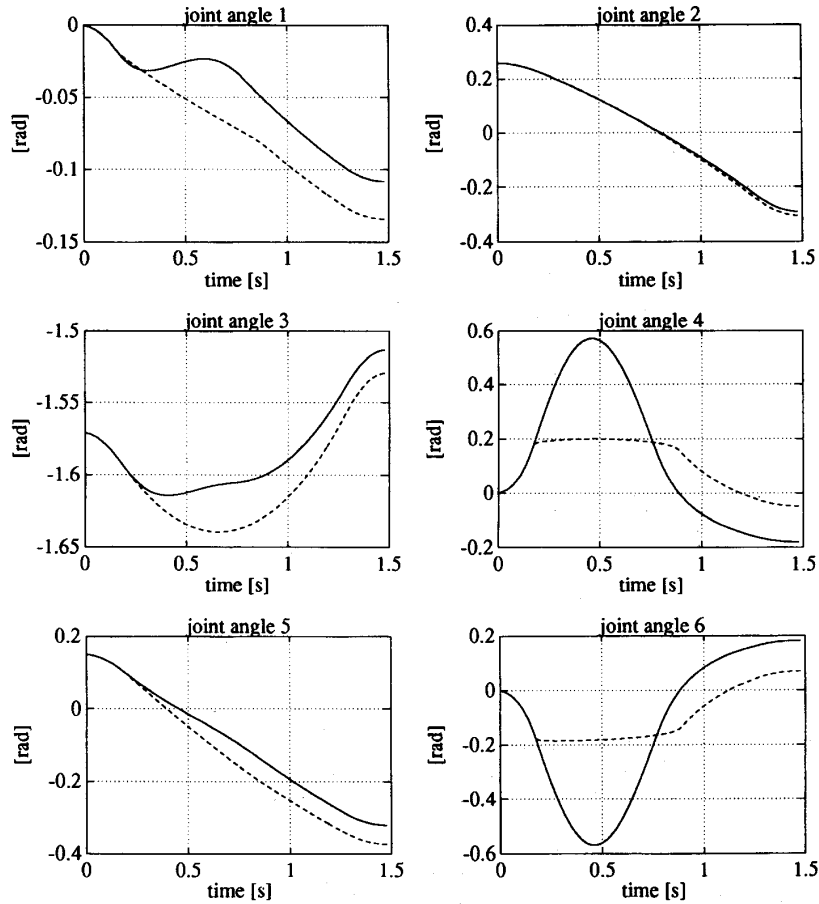 joint angle 1
0
-0.05
-0.1
-0.15
[rad]
0
0.5
1
1.5
time [s]
joint angle 2
0.4
0.2
0
-0.2
-0.4
[rad]
0
0.5
1
1.5
time [s]
joint angle 3
-1.5
-1.55
-1.6
-1.65
[rad]
0
0.5
1
1.5
time [s]
joint angle 4
0.6
0.4
0.2
0
-0.2
[rad]
0
0.5
1
1.5
time [s]
joint angle 5
0.2
0
-0.2
-0.4
[rad]
0
0.5
1
1.5
time [s]
joint angle 6
0.2
0
-0.2
-0.4
-0.6
[rad]
0
0.5
1
1.5
time [s]